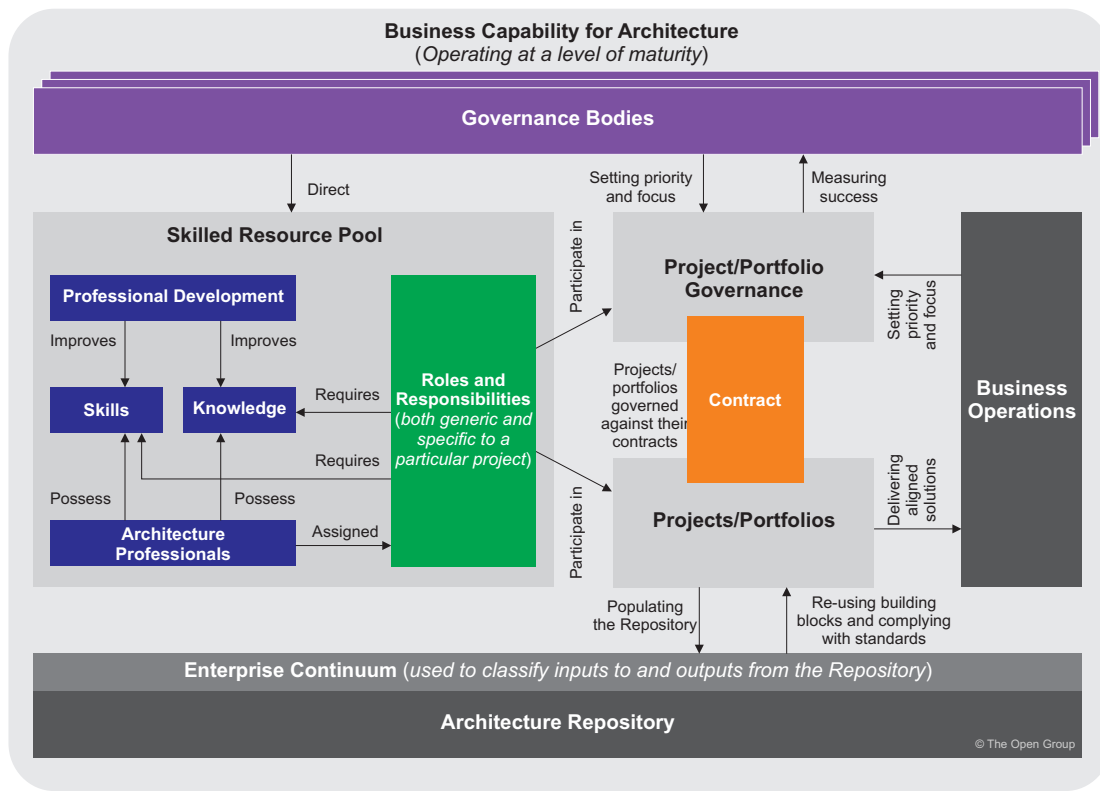 Business Capability for Architecture
(Operating at a level of maturity)
Governance Bodies
Direct
Setting priority
and focus
Measuring
success
Skilled Resource Pool
Professional Development
Improves
Improves
Skills
Knowledge
Requires
Requires
Possess
Possess
Architecture
Professionals
Assigned
Roles and
Responsibilities
(both generic and
specific to a
particular project)
Participate in
Participate in
Project/Portfolio
Governance
Projects/
portfolios
governed
against their
contracts
Contract
Projects/Portfolios
Setting
priority
and focus
Delivering
aligned
solutions
Business
Operations
Populating
the Repository
Re-using building
blocks and complying
with standards
Enterprise Continuum (used to classify inputs to and outputs from the Repository)
Architecture Repository
© The Open Group